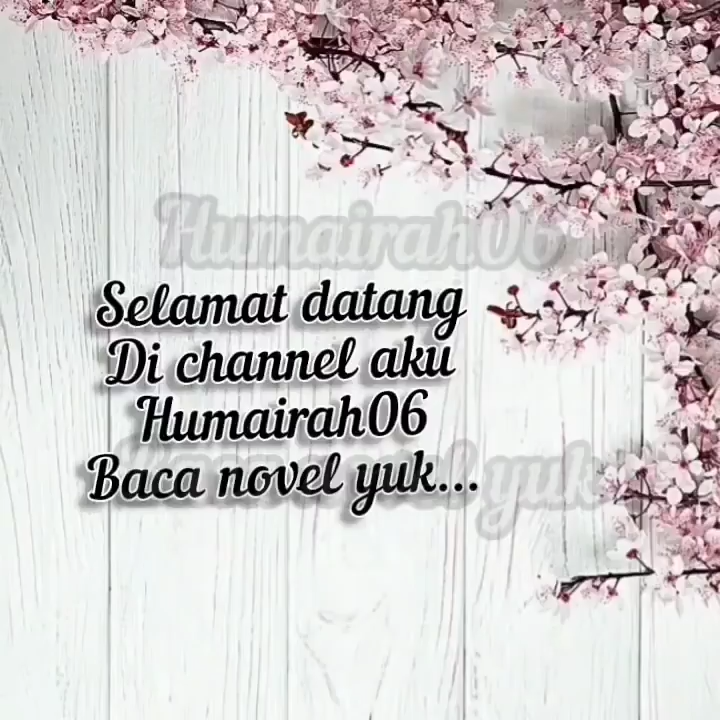 Humairah06
Selamat datang
Di channel aku
Humairah06
Baca novel yuk...